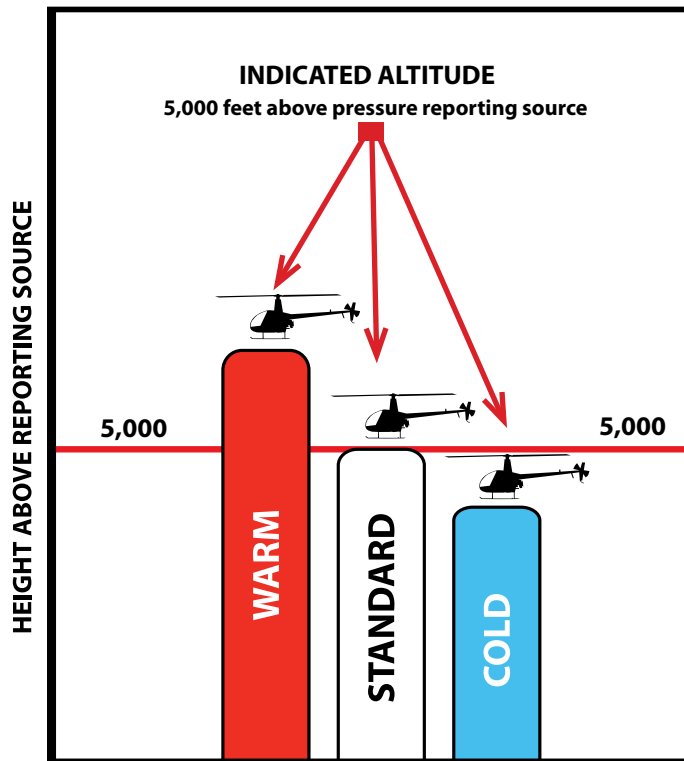 INDICATED ALTITUDE
5,000 feet above pressure reporting source
HEIGHT ABOVE REPORTING SOURCE
5,000
5,000
WARM
STANDARD
COLD